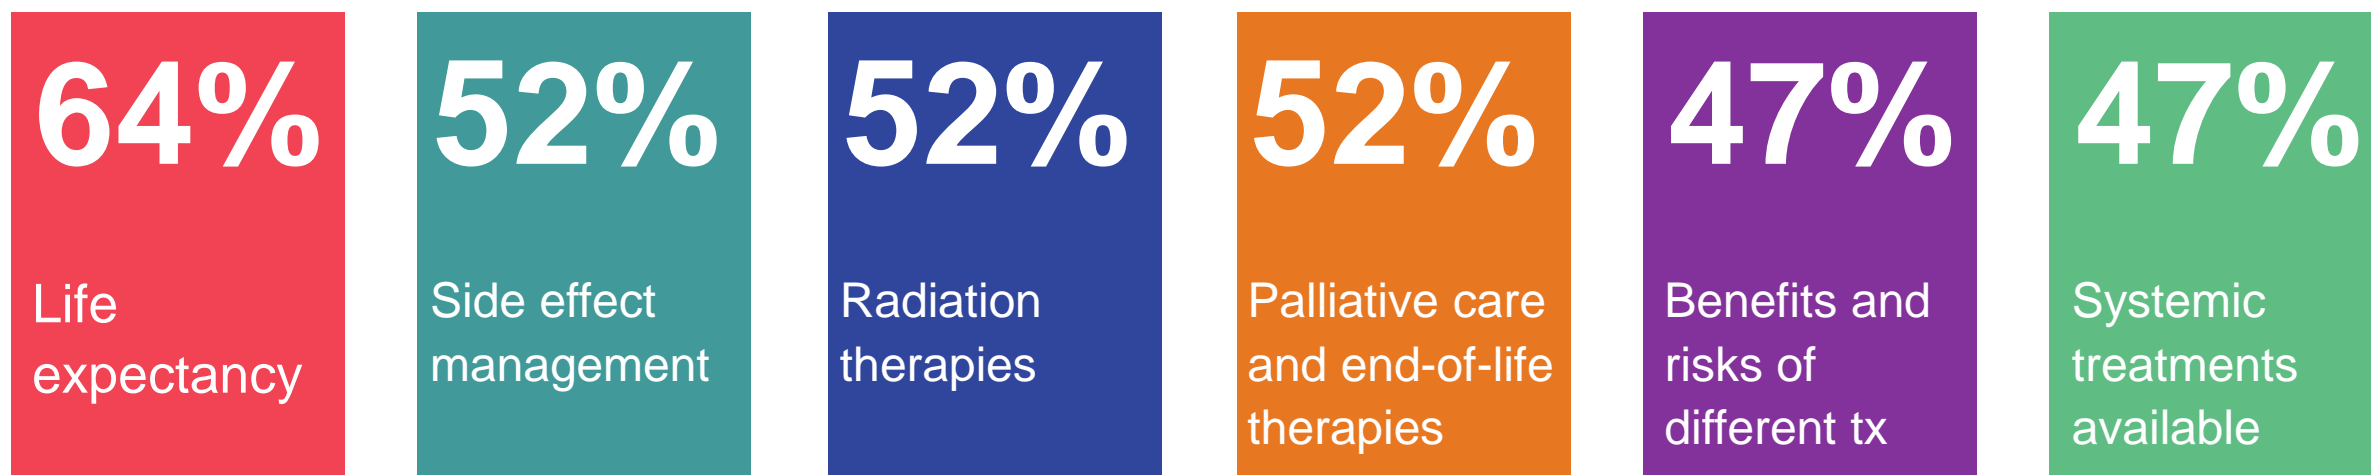 64%
Life
expectancy
52%
Side effect
management
52%
Radiation
therapies
52%
Palliative care
and end-of-life
therapies
47%
Benefits and
risks of
different tx
47%
Systemic
treatments
available